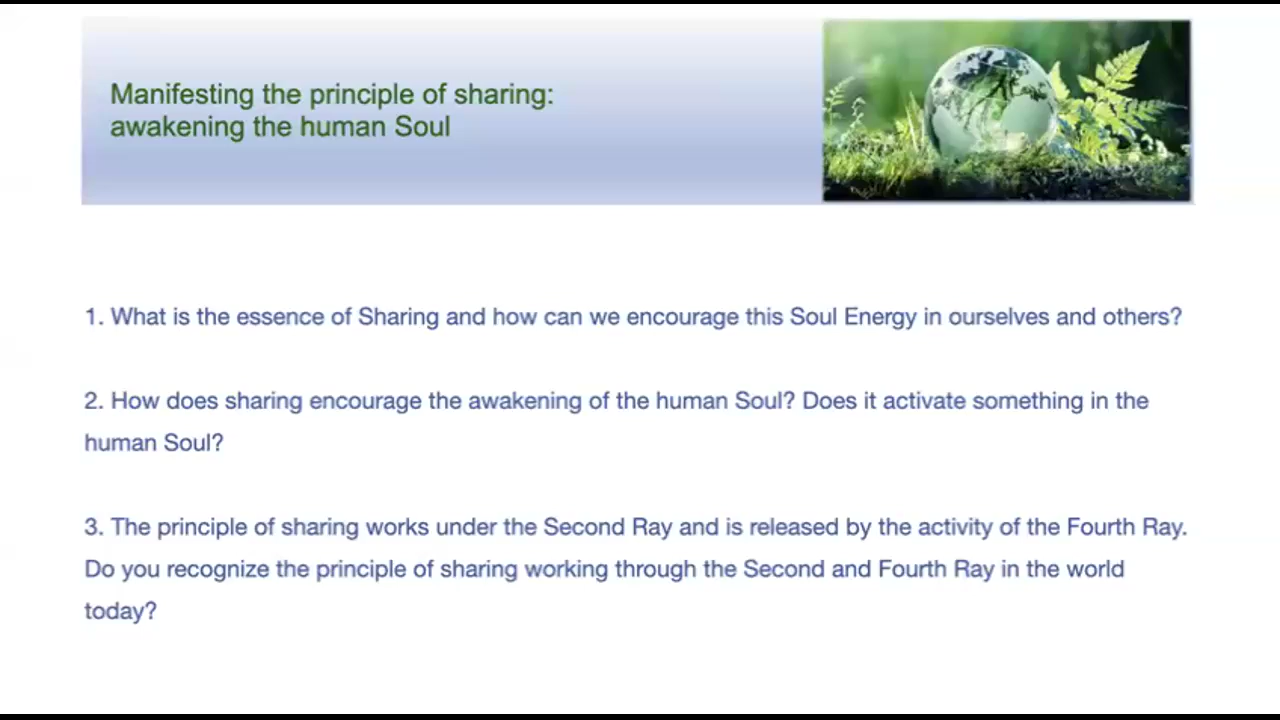 Manifesting the principle of sharing:
awakening the human Soul
1. What is the essence of Sharing and how can we encourage this Soul Energy in ourselves and others?
2. How does sharing encourage the awakening of the human Soul? Does it activate something in the
human Soul?
3. The principle of sharing works under the Second Ray and is released by the activity of the Fourth Ray.
Do you recognize the principle of sharing working through the Second and Fourth Ray in the world
today?